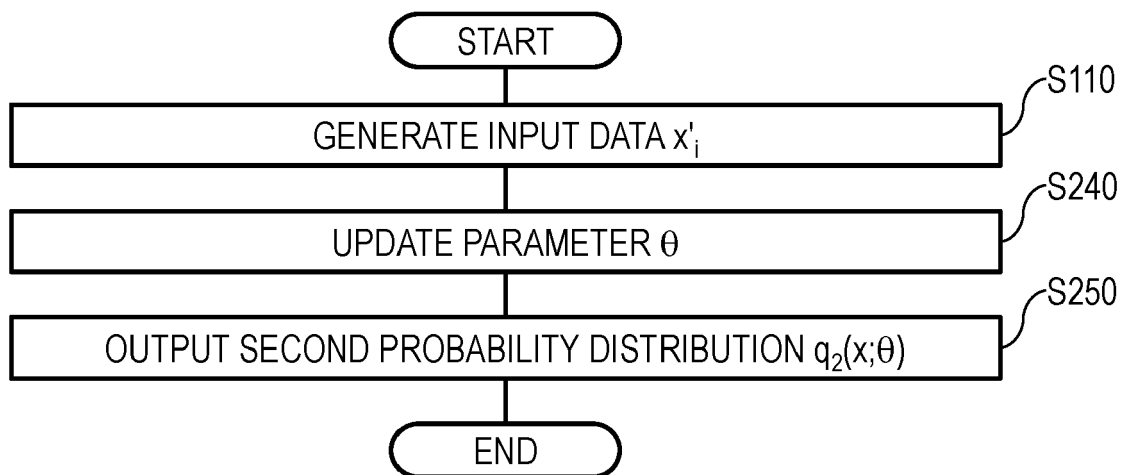 START
S110
GENERATE INPUT DATA x'ᵢ
S240
UPDATE PARAMETER θ
S250
OUTPUT SECOND PROBABILITY DISTRIBUTION q₂(x;θ)
END